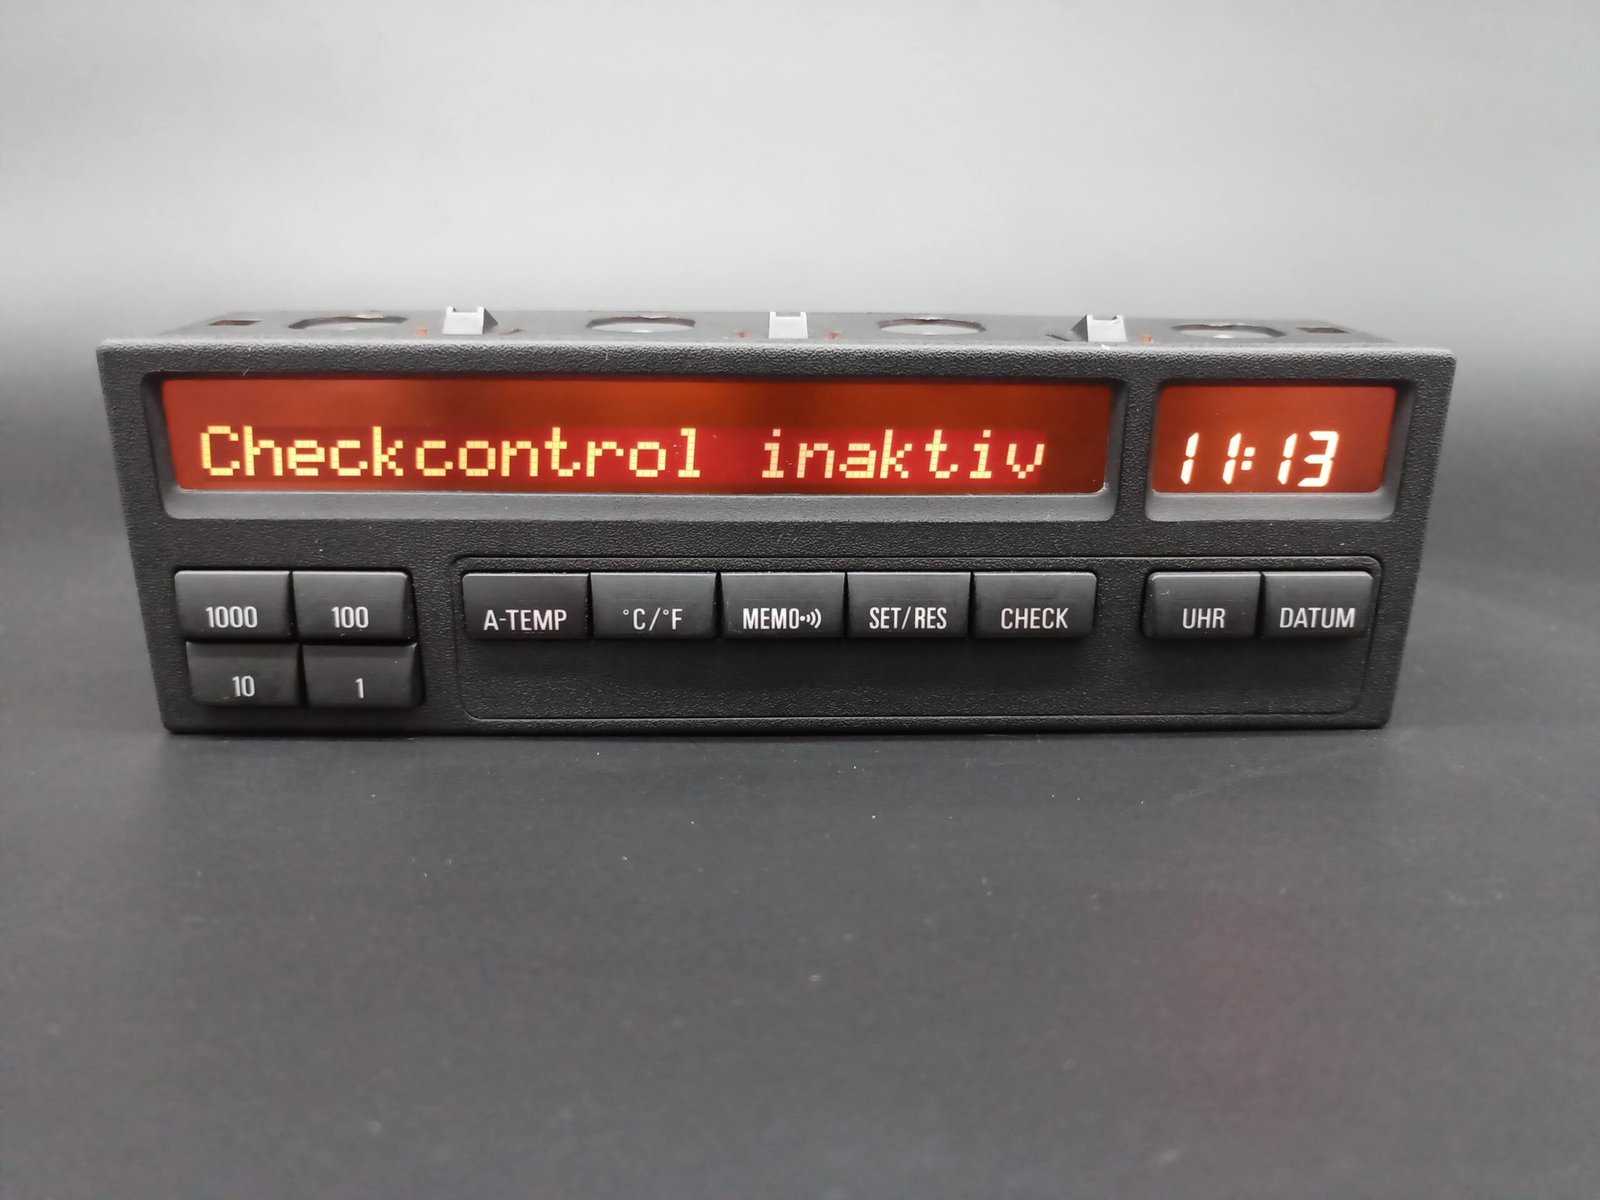 Checkcontrol inaktiv 11:13
1000 100 A-TEMP °C/°F MEMO•))) SET/RES CHECK UHR DATUM
10 1